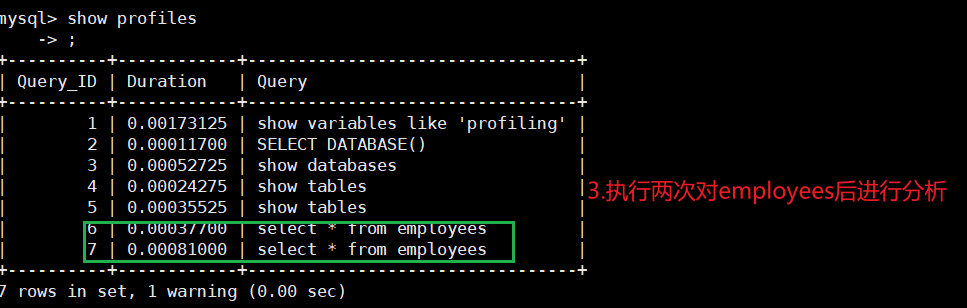 mysql> show profiles
    -> ;
+----------+------------+---------------------------------+
| Query_ID | Duration   | Query                           |
+----------+------------+---------------------------------+
|        1 | 0.00173125 | show variables like 'profiling' |
|        2 | 0.00011700 | SELECT DATABASE()               |
|        3 | 0.00052725 | show databases                  |
|        4 | 0.00024275 | show tables                     |
|        5 | 0.00035525 | show tables                     |
3.执行两次对employees后进行分析
|        6 | 0.00037700 | select * from employees         |
|        7 | 0.00081000 | select * from employees         |
+----------+------------+---------------------------------+
7 rows in set, 1 warning (0.00 sec)